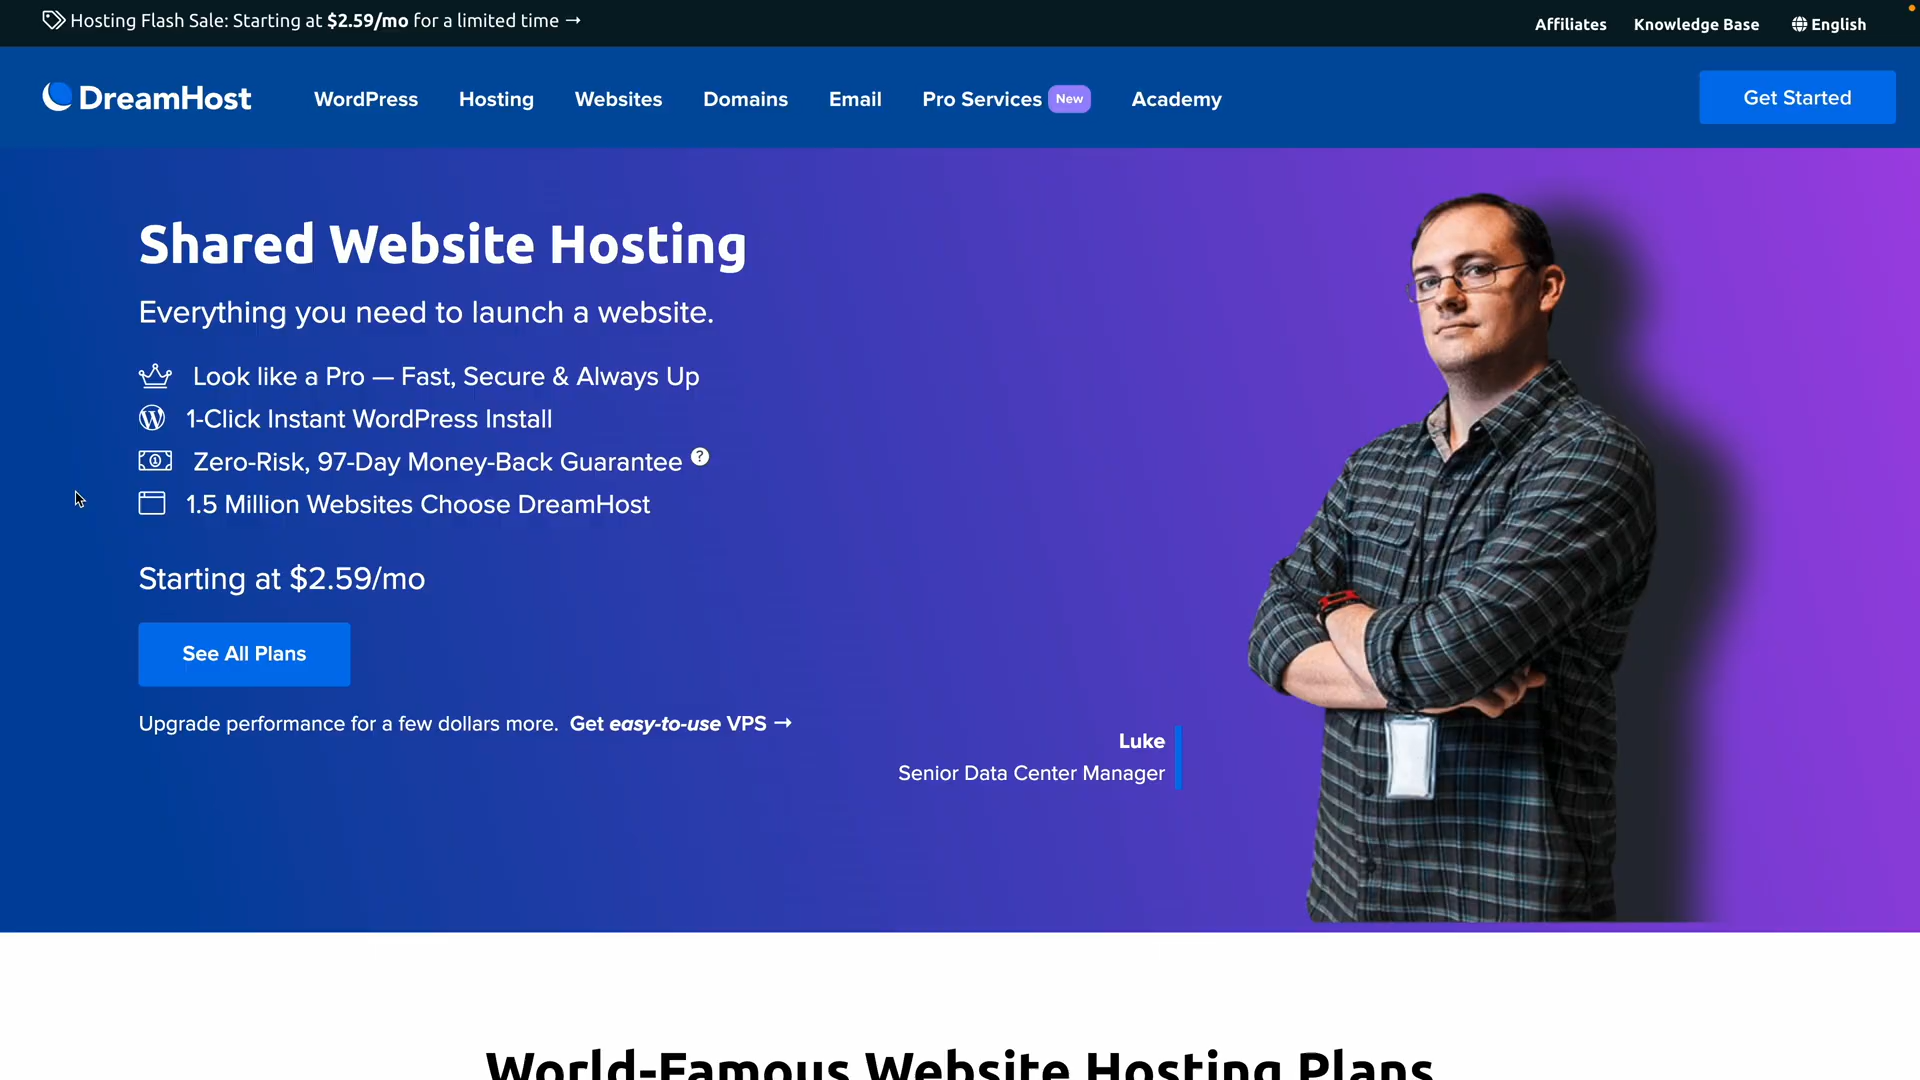 Hosting Flash Sale: Starting at $2.59/mo for a limited time →
Affiliates Knowledge Base English
DreamHost WordPress Hosting Websites Domains Email Pro Services New Academy Get Started
Shared Website Hosting
Everything you need to launch a website.
Look like a Pro — Fast, Secure & Always Up
1-Click Instant WordPress Install
Zero-Risk, 97-Day Money-Back Guarantee ?
1.5 Million Websites Choose DreamHost
Starting at $2.59/mo
See All Plans
Upgrade performance for a few dollars more. Get easy-to-use VPS →
Luke
Senior Data Center Manager
World-Famous Website Hosting Plans